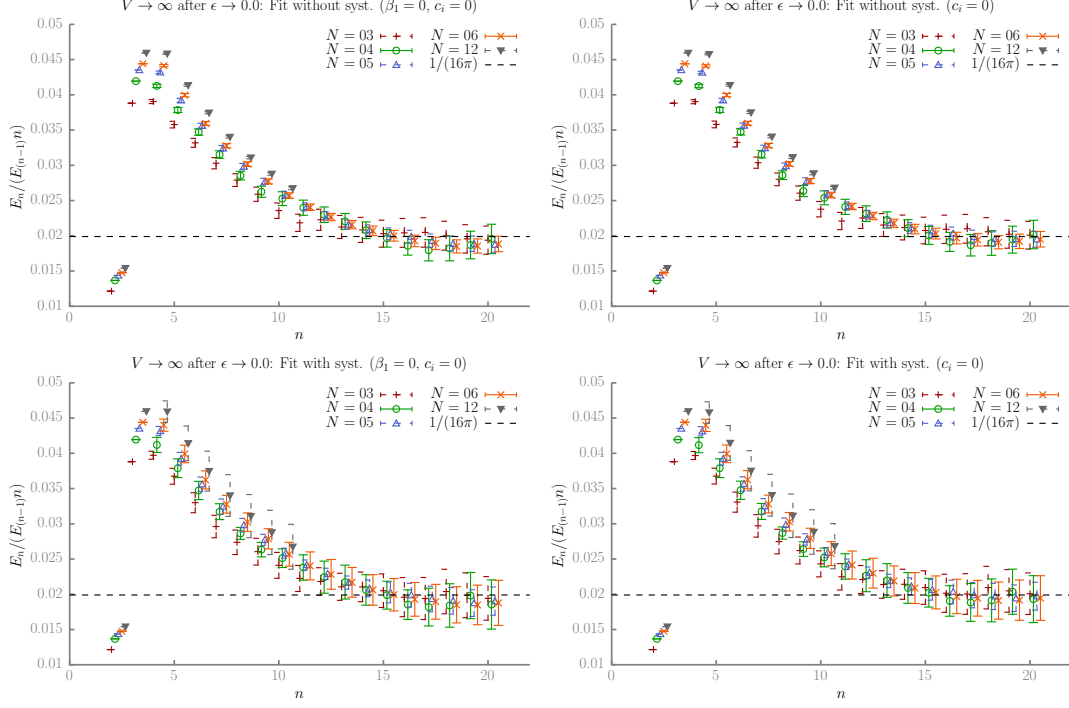 V → ∞ after ϵ → 0.0: Fit without syst. (β₁ = 0, cᵢ = 0)
0.05
0.045
0.04
0.035
0.03
0.025
0.02
0.015
0.01
Eₙ/(E₍ₙ₋₁₎n)
N = 03
N = 04
N = 05
N = 06
N = 12
1/(16π)
0 5 10 15 20
n
V → ∞ after ϵ → 0.0: Fit without syst. (cᵢ = 0)
0.05
0.045
0.04
0.035
0.03
0.025
0.02
0.015
0.01
Eₙ/(E₍ₙ₋₁₎n)
N = 03
N = 04
N = 05
N = 06
N = 12
1/(16π)
0 5 10 15 20
n
V → ∞ after ϵ → 0.0: Fit with syst. (β₁ = 0, cᵢ = 0)
0.05
0.045
0.04
0.035
0.03
0.025
0.02
0.015
0.01
Eₙ/(E₍ₙ₋₁₎n)
N = 03
N = 04
N = 05
N = 06
N = 12
1/(16π)
0 5 10 15 20
n
V → ∞ after ϵ → 0.0: Fit with syst. (cᵢ = 0)
0.05
0.045
0.04
0.035
0.03
0.025
0.02
0.015
0.01
Eₙ/(E₍ₙ₋₁₎n)
N = 03
N = 04
N = 05
N = 06
N = 12
1/(16π)
0 5 10 15 20
n